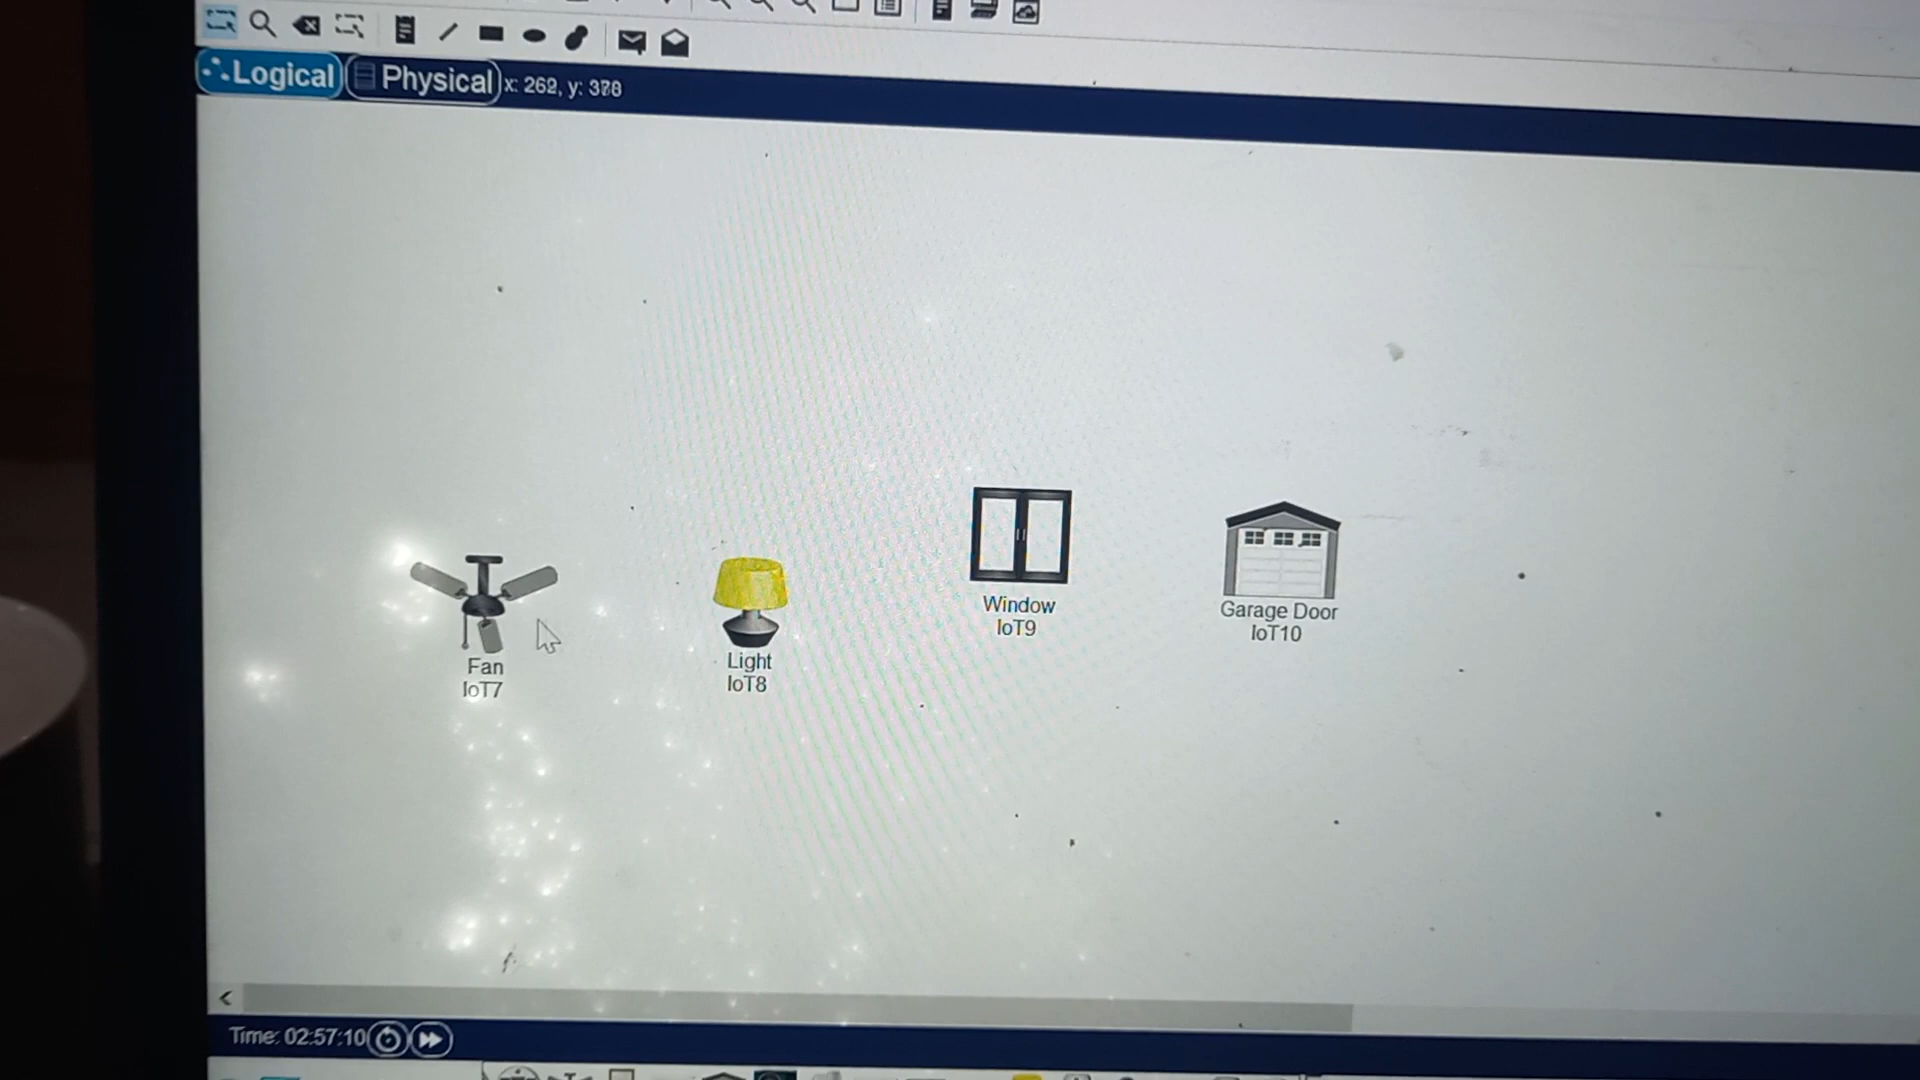 Logical Physical x: 262, y: 378
Window
IoT9
Garage Door
IoT10
Fan
IoT7
Light
IoT8
Time: 02:57:10